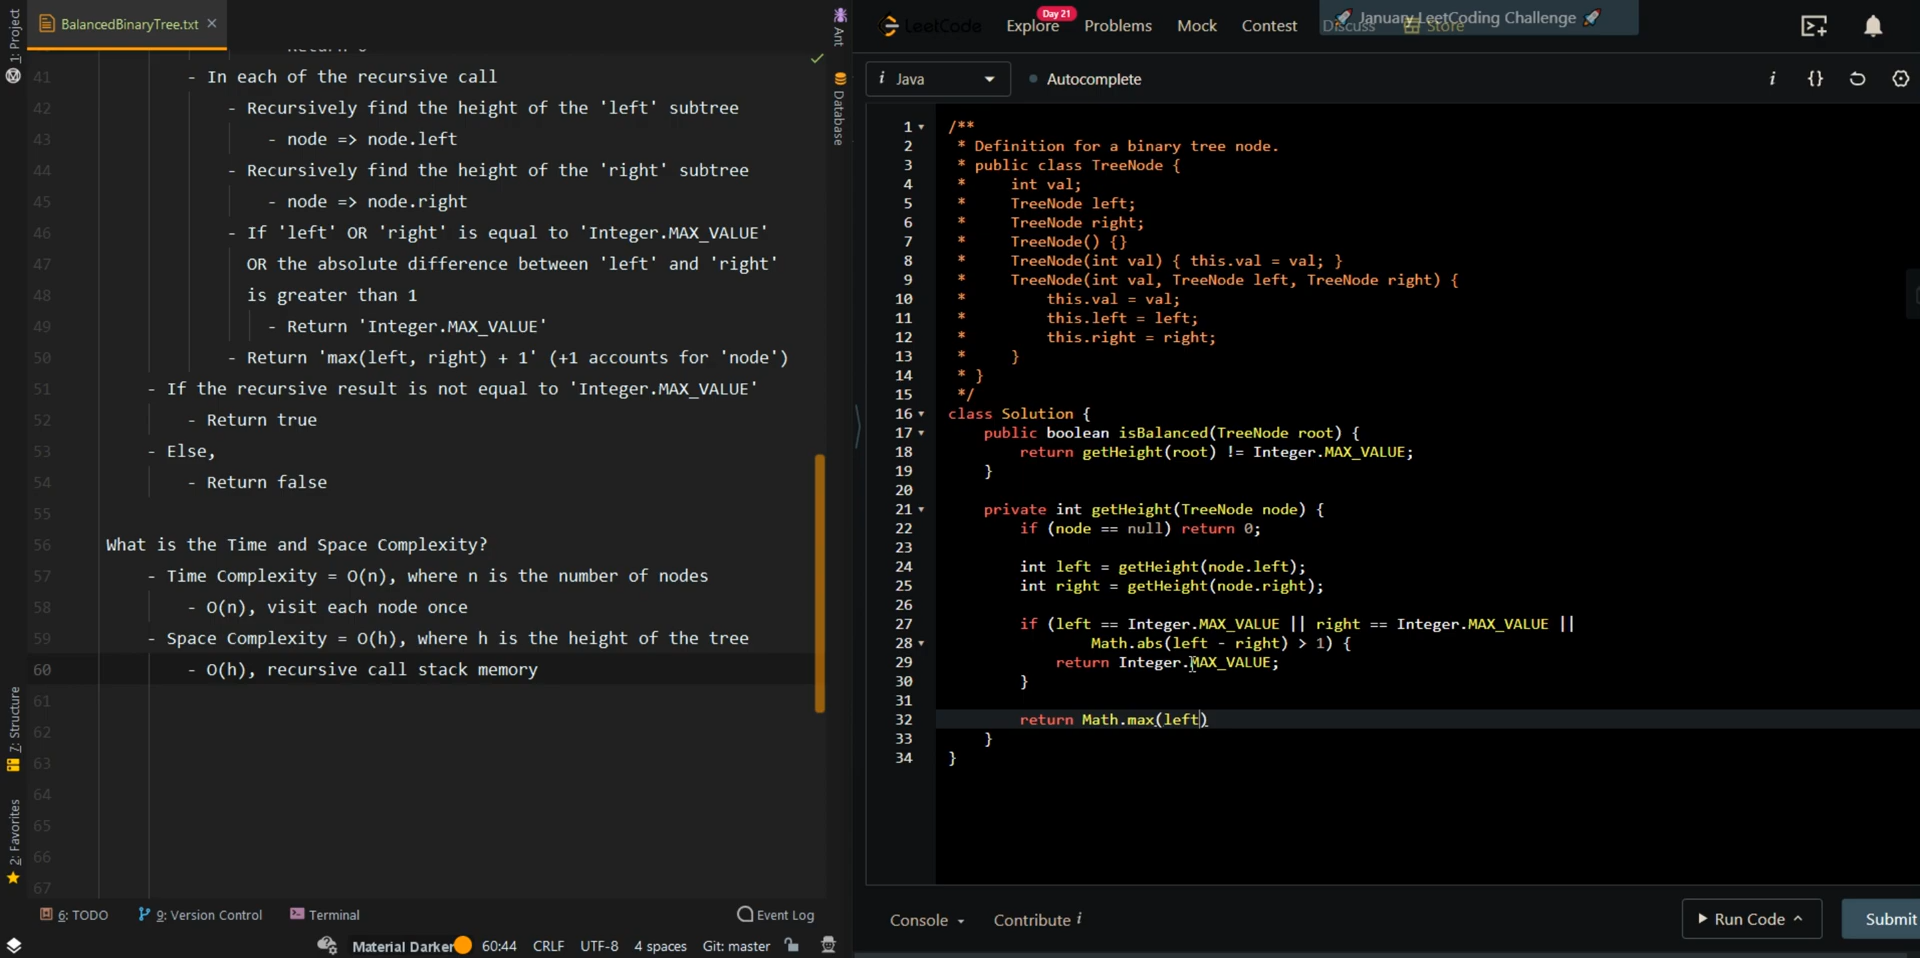 1: Project
BalancedBinaryTree.txt
41 - In each of the recursive call
42 - Recursively find the height of the 'left' subtree
43 - node => node.left
44 - Recursively find the height of the 'right' subtree
45 - node => node.right
46 - If 'left' OR 'right' is equal to 'Integer.MAX_VALUE'
47 OR the absolute difference between 'left' and 'right'
48 is greater than 1
49 - Return 'Integer.MAX_VALUE'
50 - Return 'max(left, right) + 1' (+1 accounts for 'node')
51 - If the recursive result is not equal to 'Integer.MAX_VALUE'
52 - Return true
53 - Else,
54 - Return false
55
56 What is the Time and Space Complexity?
57 - Time Complexity = O(n), where n is the number of nodes
58 - O(n), visit each node once
59 - Space Complexity = O(h), where h is the height of the tree
60 - O(h), recursive call stack memory
61
62
63
64
65
66
67
7: Structure
2: Favorites
Ant
Database
6: TODO 9: Version Control Terminal Event Log
Material Darker 60:44 CRLF UTF-8 4 spaces Git: master
LeetCode Explore Day 21 Problems Mock Contest Discuss Store
January LeetCoding Challenge
i Java Autocomplete i {}
1 /**
2 * Definition for a binary tree node.
3 * public class TreeNode {
4 * int val;
5 * TreeNode left;
6 * TreeNode right;
7 * TreeNode() {}
8 * TreeNode(int val) { this.val = val; }
9 * TreeNode(int val, TreeNode left, TreeNode right) {
10 * this.val = val;
11 * this.left = left;
12 * this.right = right;
13 * }
14 * }
15 */
16 class Solution {
17 public boolean isBalanced(TreeNode root) {
18 return getHeight(root) != Integer.MAX_VALUE;
19 }
20
21 private int getHeight(TreeNode node) {
22 if (node == null) return 0;
23
24 int left = getHeight(node.left);
25 int right = getHeight(node.right);
26
27 if (left == Integer.MAX_VALUE || right == Integer.MAX_VALUE ||
28 Math.abs(left - right) > 1) {
29 return Integer.MAX_VALUE;
30 }
31
32 return Math.max(left)
33 }
34 }
Console Contribute i Run Code Submit